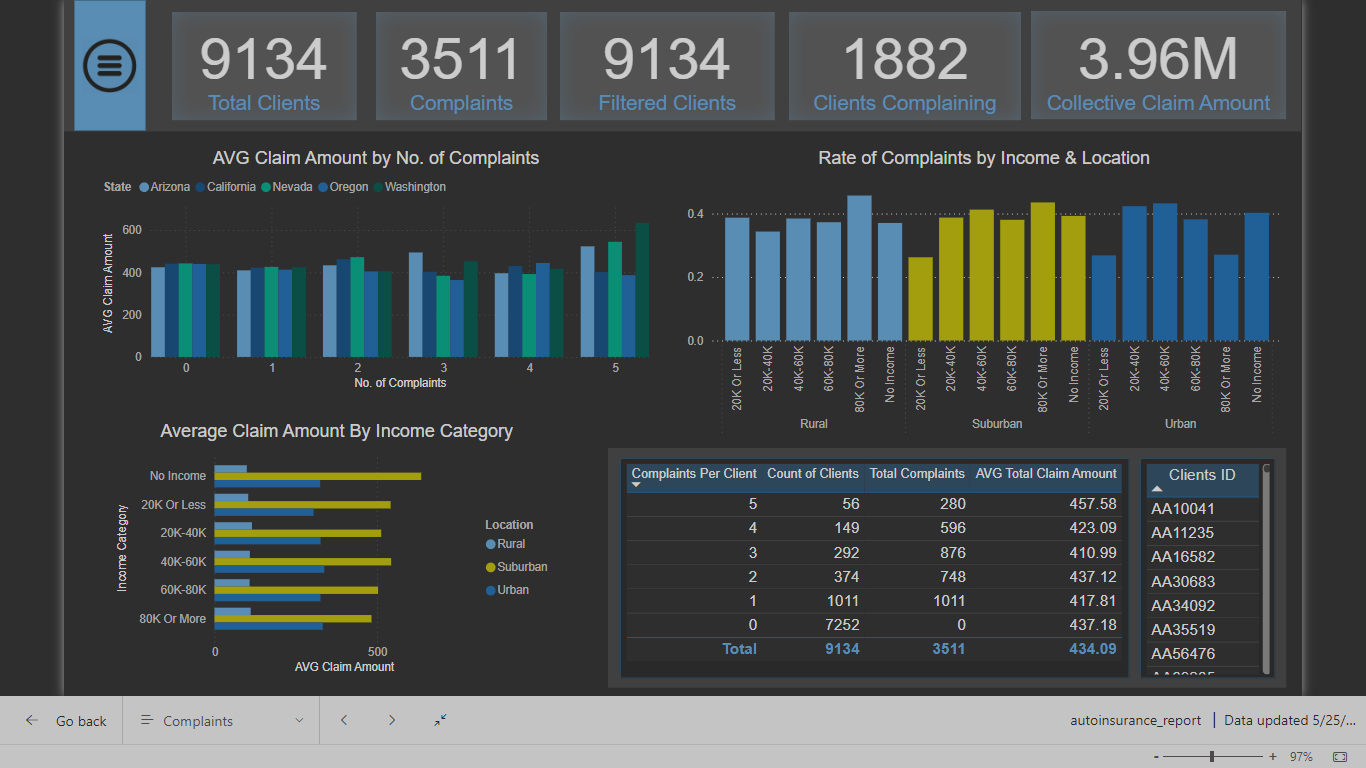 9134 3511 9134 1882 3.96M
Total Clients Complaints Filtered Clients Clients Complaining Collective Claim Amount
AVG Claim Amount by No. of Complaints
State Arizona California Nevada Oregon Washington
AVG Claim Amount
600
400
200
0
0 1 2 3 4 5
No. of Complaints
Rate of Complaints by Income & Location
0.4
0.2
0.0
20K Or Less 20K-40K 40K-60K 60K-80K 80K Or More No Income 20K Or Less 20K-40K 40K-60K 60K-80K 80K Or More No Income 20K Or Less 20K-40K 40K-60K 60K-80K 80K Or More No Income
Rural Suburban Urban
Average Claim Amount By Income Category
Income Category
No Income
20K Or Less
20K-40K
40K-60K
60K-80K
80K Or More
0 500
AVG Claim Amount
Location
Rural
Suburban
Urban
Complaints Per Client Count of Clients Total Complaints AVG Total Claim Amount
5 56 280 457.58
4 149 596 423.09
3 292 876 410.99
2 374 748 437.12
1 1011 1011 417.81
0 7252 0 437.18
Total 9134 3511 434.09
Clients ID
AA10041
AA11235
AA16582
AA30683
AA34092
AA35519
AA56476
Go back Complaints autoinsurance_report | Data updated 5/25/...
- + 97%